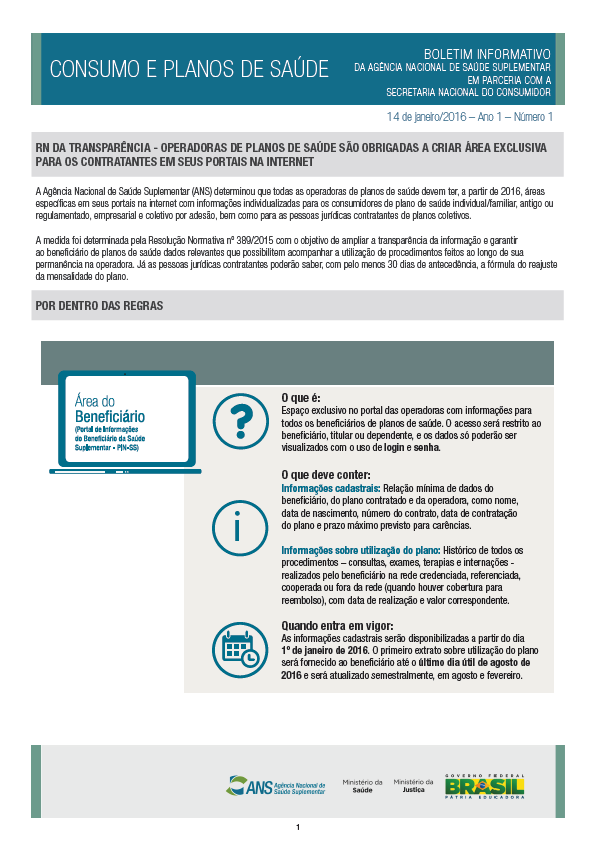 CONSUMO E PLANOS DE SAÚDE
BOLETIM INFORMATIVO
DA AGÊNCIA NACIONAL DE SAÚDE SUPLEMENTAR
EM PARCERIA COM A
SECRETARIA NACIONAL DO CONSUMIDOR
14 de janeiro/2016 – Ano 1 – Número 1
RN DA TRANSPARÊNCIA - OPERADORAS DE PLANOS DE SAÚDE SÃO OBRIGADAS A CRIAR ÁREA EXCLUSIVA
PARA OS CONTRATANTES EM SEUS PORTAIS NA INTERNET
A Agência Nacional de Saúde Suplementar (ANS) determinou que todas as operadoras de planos de saúde devem ter, a partir de 2016, áreas
específicas em seus portais na internet com informações individualizadas para os consumidores de plano de saúde individual/familiar, antigo ou
regulamentado, empresarial e coletivo por adesão, bem como para as pessoas jurídicas contratantes de planos coletivos.
A medida foi determinada pela Resolução Normativa nº 389/2015 com o objetivo de ampliar a transparência da informação e garantir
ao beneficiário de planos de saúde dados relevantes que possibilitem acompanhar a utilização de procedimentos feitos ao longo de sua
permanência na operadora. Já as pessoas jurídicas contratantes poderão saber, com pelo menos 30 dias de antecedência, a fórmula do reajuste
da mensalidade do plano.
POR DENTRO DAS REGRAS
Área do
Beneficiário
(Portal de Informações
do Beneficiário da Saúde
Suplementar - PIN-SS)
?
O que é:
Espaço exclusivo no portal das operadoras com informações para
todos os beneficiários de planos de saúde. O acesso será restrito ao
beneficiário, titular ou dependente, e os dados só poderão ser
visualizados com o uso de login e senha.
i
O que deve conter:
Informações cadastrais: Relação mínima de dados do
beneficiário, do plano contratado e da operadora, como nome,
data de nascimento, número do contrato, data de contratação
do plano e prazo máximo previsto para carências.
Informações sobre utilização do plano: Histórico de todos os
procedimentos – consultas, exames, terapias e internações -
realizados pelo beneficiário na rede credenciada, referenciada,
cooperada ou fora da rede (quando houver cobertura para
reembolso), com data de realização e valor correspondente.
Quando entra em vigor:
As informações cadastrais serão disponibilizadas a partir do dia
1º de janeiro de 2016. O primeiro extrato sobre utilização do plano
será fornecido ao beneficiário até o último dia útil de agosto de
2016 e será atualizado semestralmente, em agosto e fevereiro.
ANS Agência Nacional de
Saúde Suplementar
Ministério da
Saúde
Ministério da
Justiça
GOVERNO FEDERAL
BRASIL
PÁTRIA EDUCADORA
1